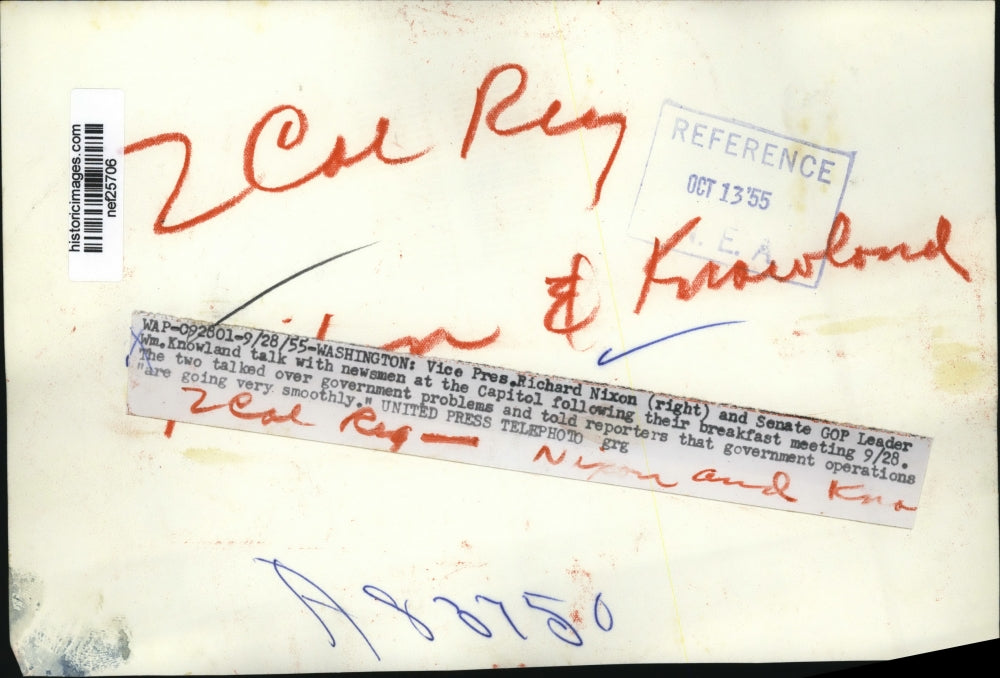 historicimages.com
nef25706
2 Col Reg
REFERENCE
OCT 13 '55
N. E. A.
& Knowland
WAP-092801-9/28/55-WASHINGTON: Vice Pres.Richard Nixon (right) and Senate GOP Leader
Wm.Knowland talk with newsmen at the Capitol following their breakfast meeting 9/28.
The two talked over government problems and told reporters that government operations
"are going very smoothly." UNITED PRESS TELEPHOTO grg
2 Col Reg —
Nixon and Kno
A83750